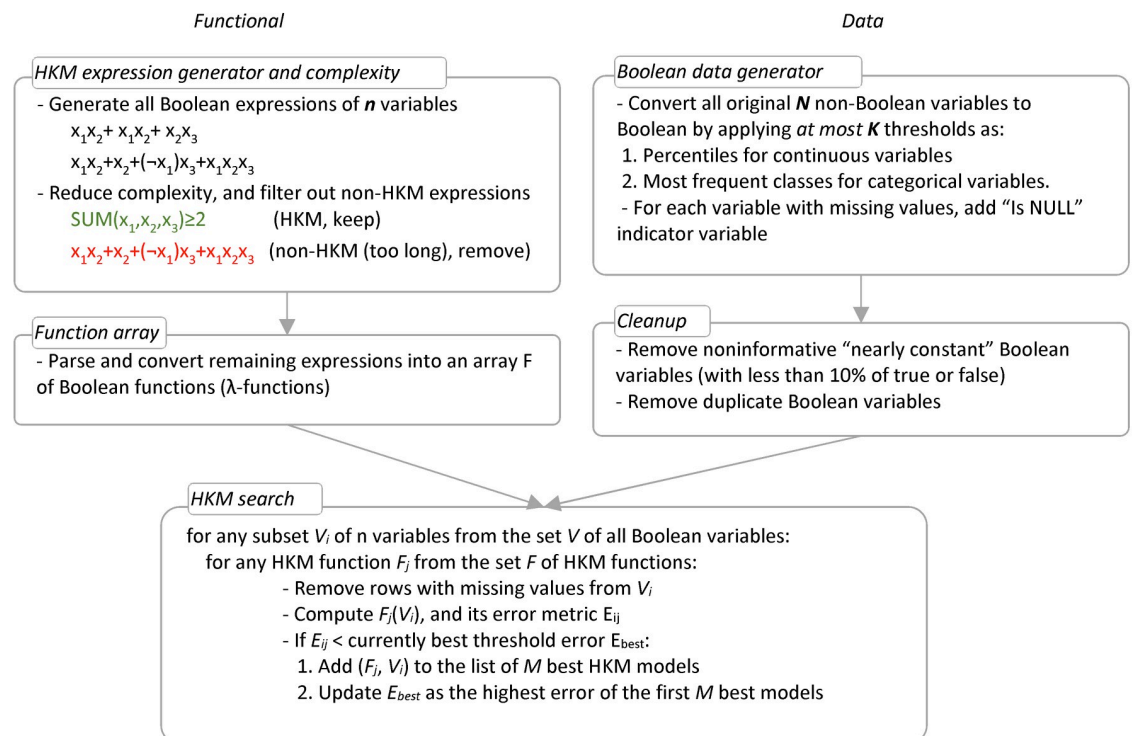 Functional
HKM expression generator and complexity
- Generate all Boolean expressions of n variables
x₁x₂+ x₁x₂+ x₂x₃
x₁x₂+x₂+(¬x₁)x₃+x₁x₂x₃
- Reduce complexity, and filter out non-HKM expressions
SUM(x₁,x₂,x₃)≥2 (HKM, keep)
x₁x₂+x₂+(¬x₁)x₃+x₁x₂x₃ (non-HKM (too long), remove)
Function array
- Parse and convert remaining expressions into an array F
of Boolean functions (λ-functions)
Data
Boolean data generator
- Convert all original N non-Boolean variables to
Boolean by applying at most K thresholds as:
1. Percentiles for continuous variables
2. Most frequent classes for categorical variables.
- For each variable with missing values, add “Is NULL”
indicator variable
Cleanup
- Remove noninformative “nearly constant” Boolean
variables (with less than 10% of true or false)
- Remove duplicate Boolean variables
HKM search
for any subset Vᵢ of n variables from the set V of all Boolean variables:
for any HKM function Fⱼ from the set F of HKM functions:
- Remove rows with missing values from Vᵢ
- Compute Fⱼ(Vᵢ), and its error metric Eᵢⱼ
- If Eᵢⱼ < currently best threshold error E_best:
1. Add (Fⱼ, Vᵢ) to the list of M best HKM models
2. Update E_best as the highest error of the first M best models